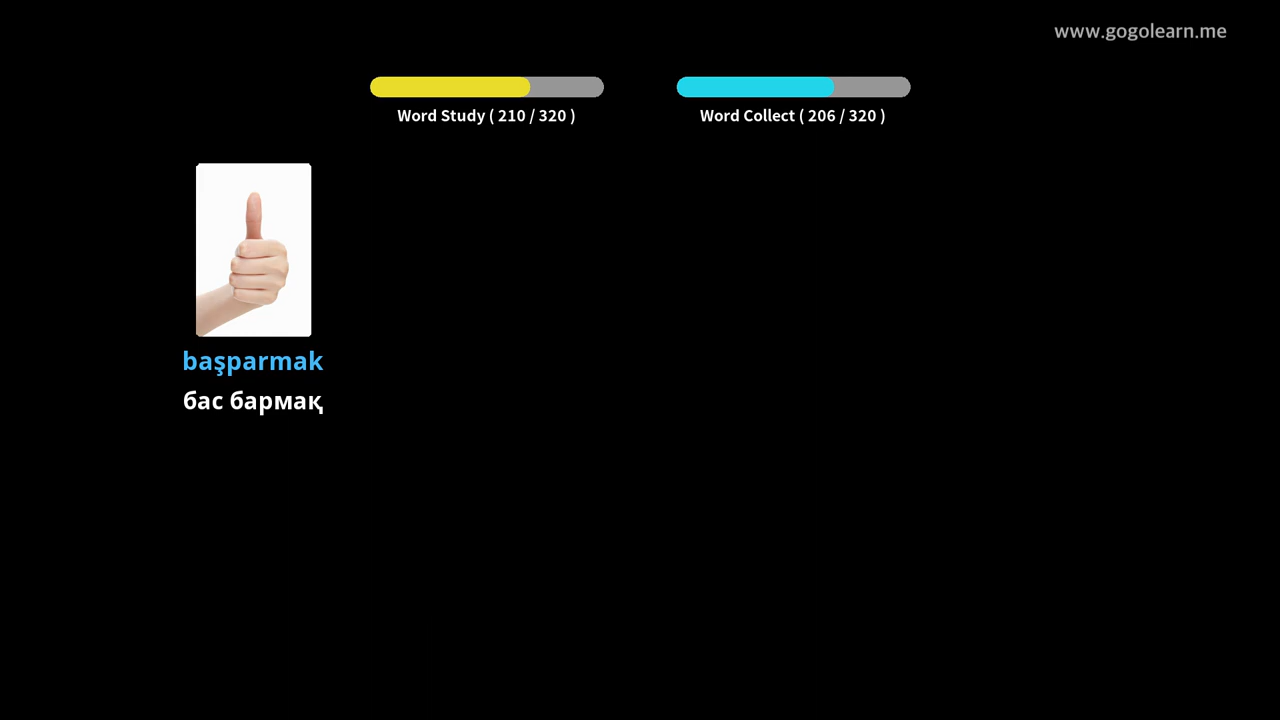 www.gogolearn.me
Word Study ( 210 / 320 )
Word Collect ( 206 / 320 )
başparmak
бас бармақ